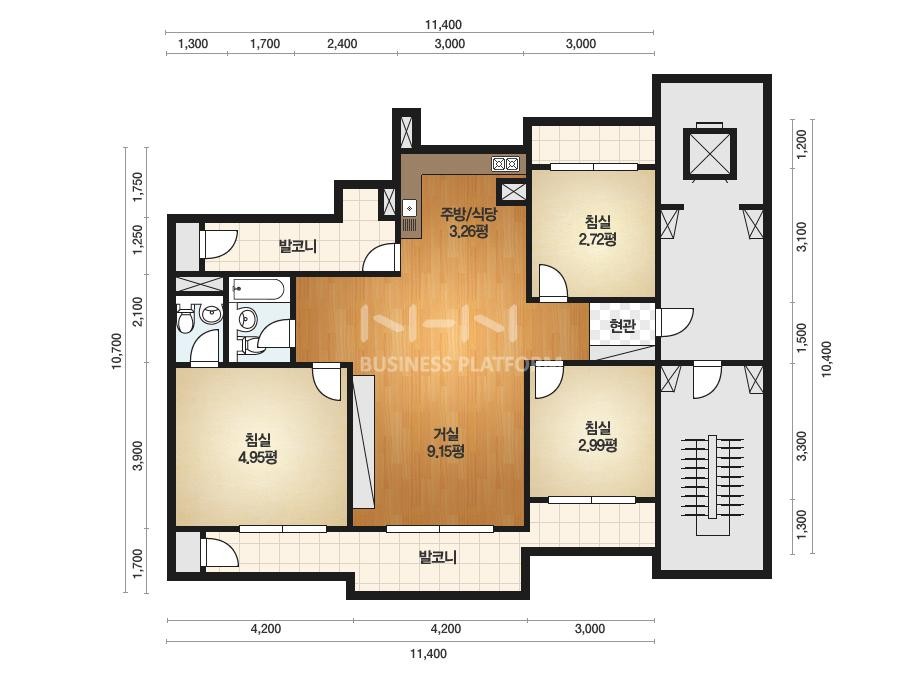 11,400
1,300 1,700 2,400 3,000 3,000
1,200
1,750
주방/식당
3.26평
침실
2.72평
3,100
1,250
발코니
2,100
현관
1,500
N-H-N
BUSINESS PLATFORM
10,700
10,400
침실
4.95평
거실
9.15평
침실
2.99평
3,900
3,300
1,300
발코니
1,700
4,200 4,200 3,000
11,400